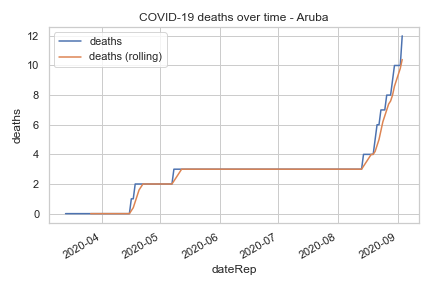 COVID-19 deaths over time - Aruba
deaths
deaths (rolling)
12
10
8
6
4
2
0
deaths
2020-04
2020-05
2020-06
2020-07
2020-08
2020-09
dateRep